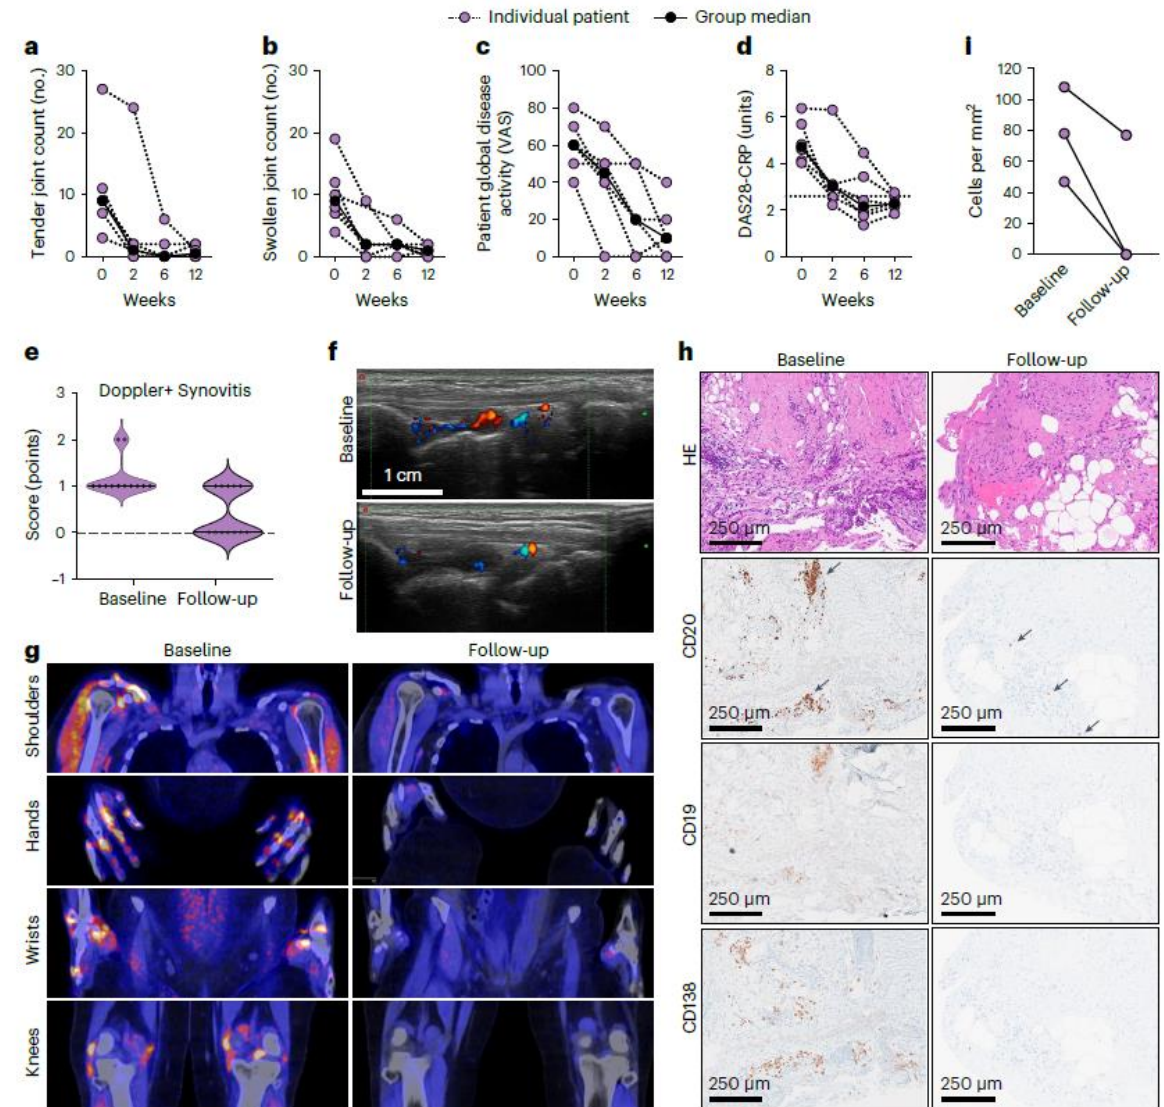 Individual patient Group median
a
Tender joint count (no.)
30
20
10
0
0 2 6 12
Weeks
b
Swollen joint count (no.)
30
20
10
0
0 2 6 12
Weeks
c
Patient global disease
activity (VAS)
100
80
60
40
20
0
0 2 6 12
Weeks
d
DAS28-CRP (units)
8
6
4
2
0
0 2 6 12
Weeks
i
Cells per mm²
120
100
80
60
40
20
0
Baseline
Follow-up
e
Doppler+ Synovitis
Score (points)
3
2
1
0
–1
Baseline Follow-up
f
Baseline
1 cm
Follow-up
g
Baseline Follow-up
Shoulders
Hands
Wrists
Knees
h
Baseline Follow-up
HE
250 µm 250 µm
CD20
250 µm 250 µm
CD19
250 µm 250 µm
CD138
250 µm 250 µm